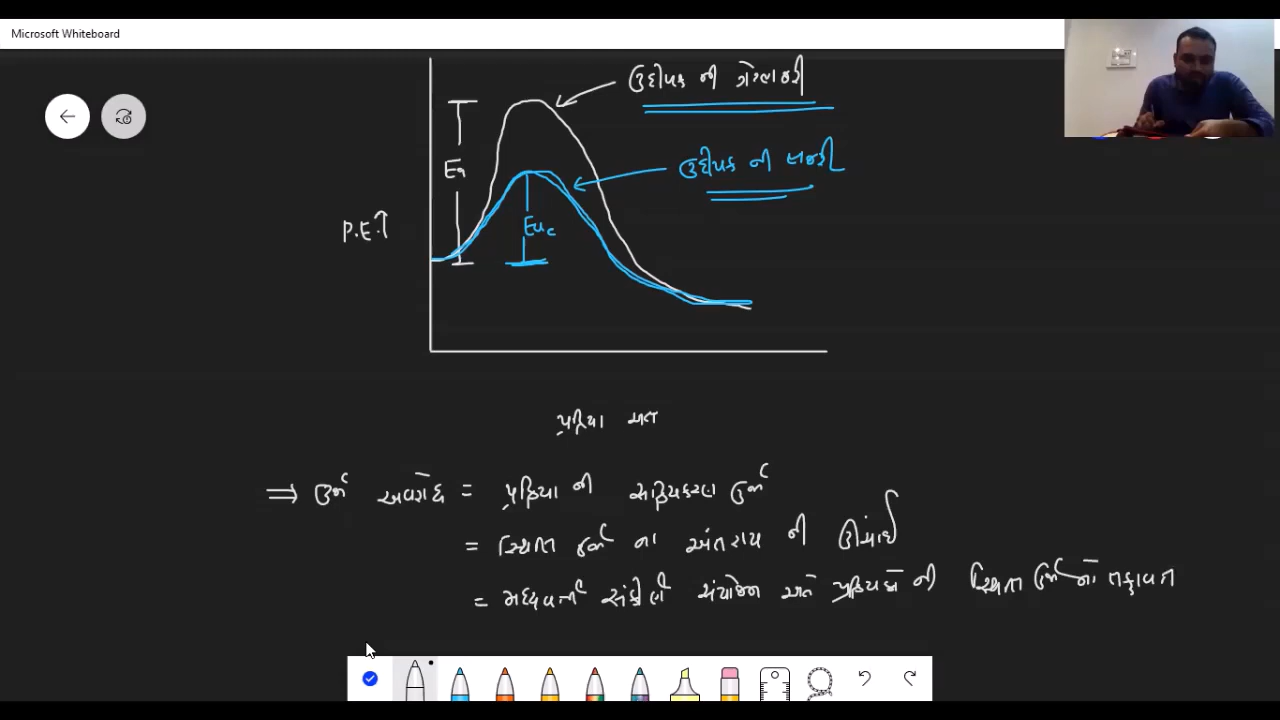 Microsoft Whiteboard
ઉદ્દીપક ની ગેરહાજરી
Ea
ઉદ્દીપક ની હાજરી
Eac
P.E↑
પ્રક્રિયા
⇒ ઉર્જા અવરોધ = પ્રક્રિયા ની સક્રિયકરણ ઉર્જા
= સ્થિતિ ઉર્જા ના અંતરાય ની ઊંચાઈ
= મધ્યવર્તી સંકીર્ણ સંયોજન અને પ્રક્રિયકો ની સ્થિતિ ઉર્જા નો તફાવત